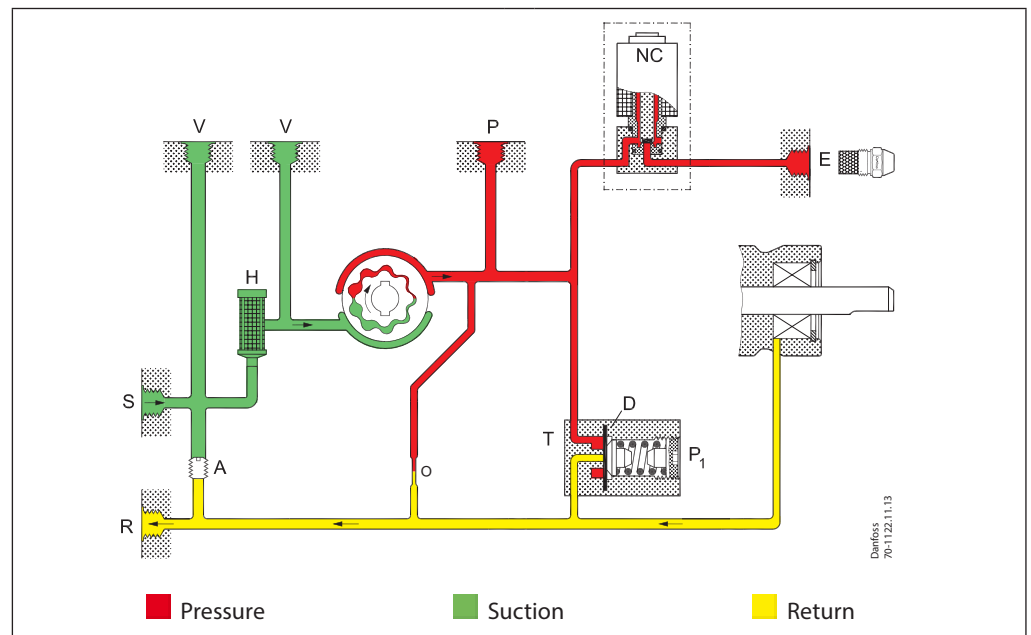 NC
V
V
P
E
H
S
A
T
D
P1
O
R
Danfoss
70-1122.11.13
Pressure
Suction
Return